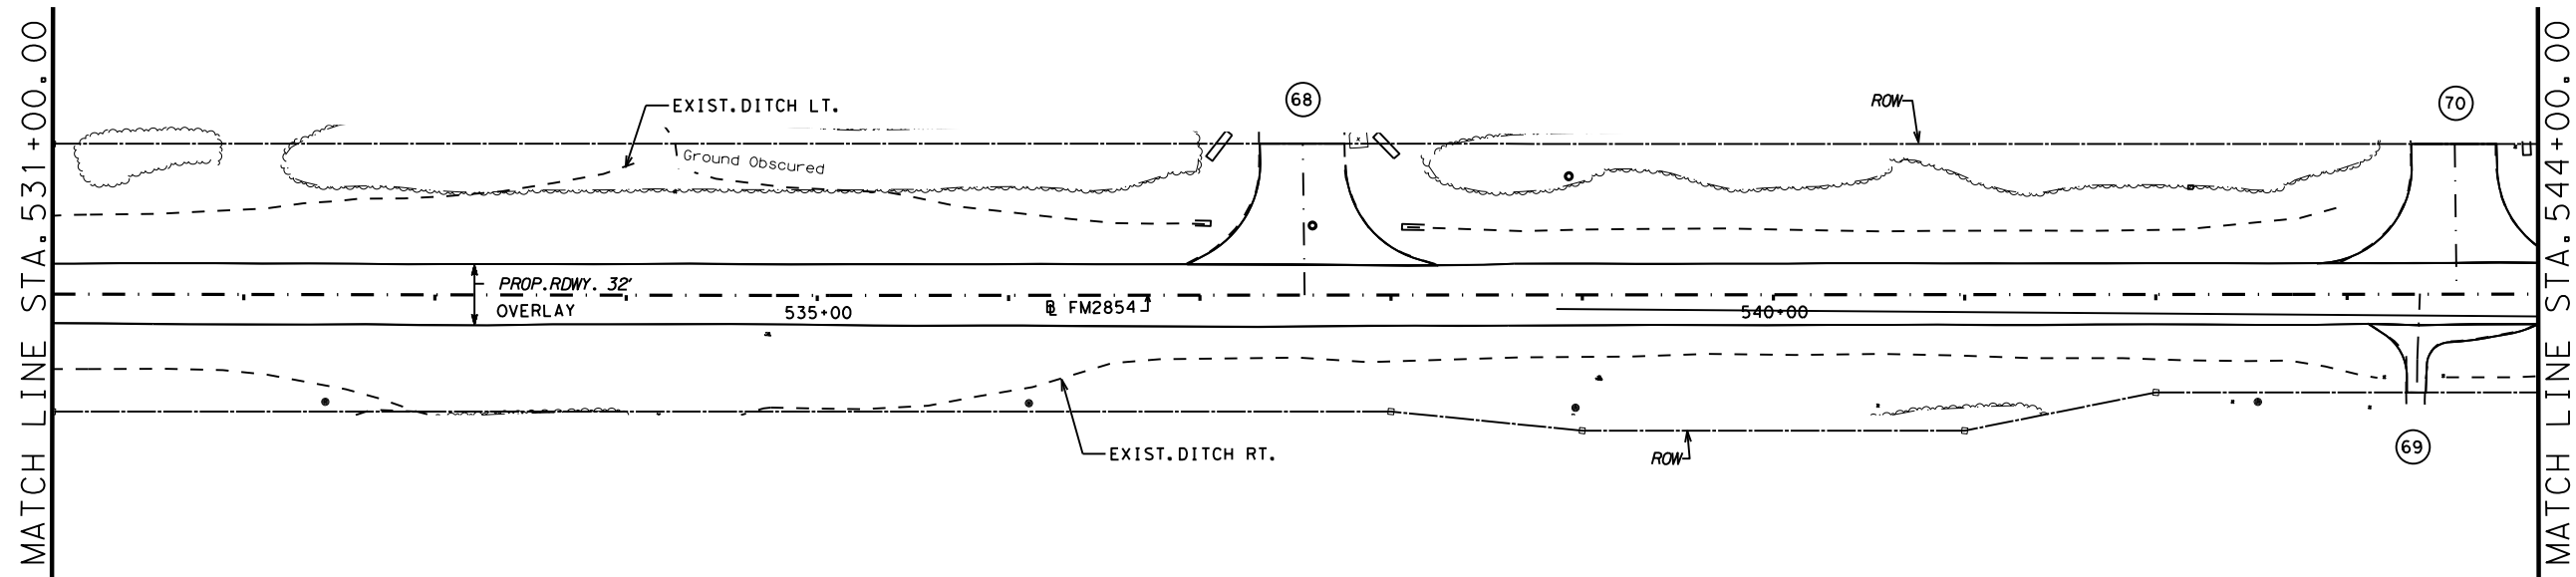 MATCH LINE STA. 531+00.00
EXIST. DITCH LT.
Ground Obscured
68
ROW
70
PROP. RDWY. 32'
OVERLAY
535+00
℄ FM2854
540+00
EXIST. DITCH RT.
ROW
69
MATCH LINE STA. 544+00.00